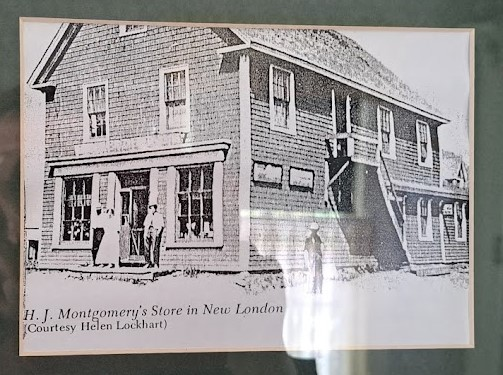 H. J. Montgomery's Store in New London
(Courtesy Helen Lockhart)